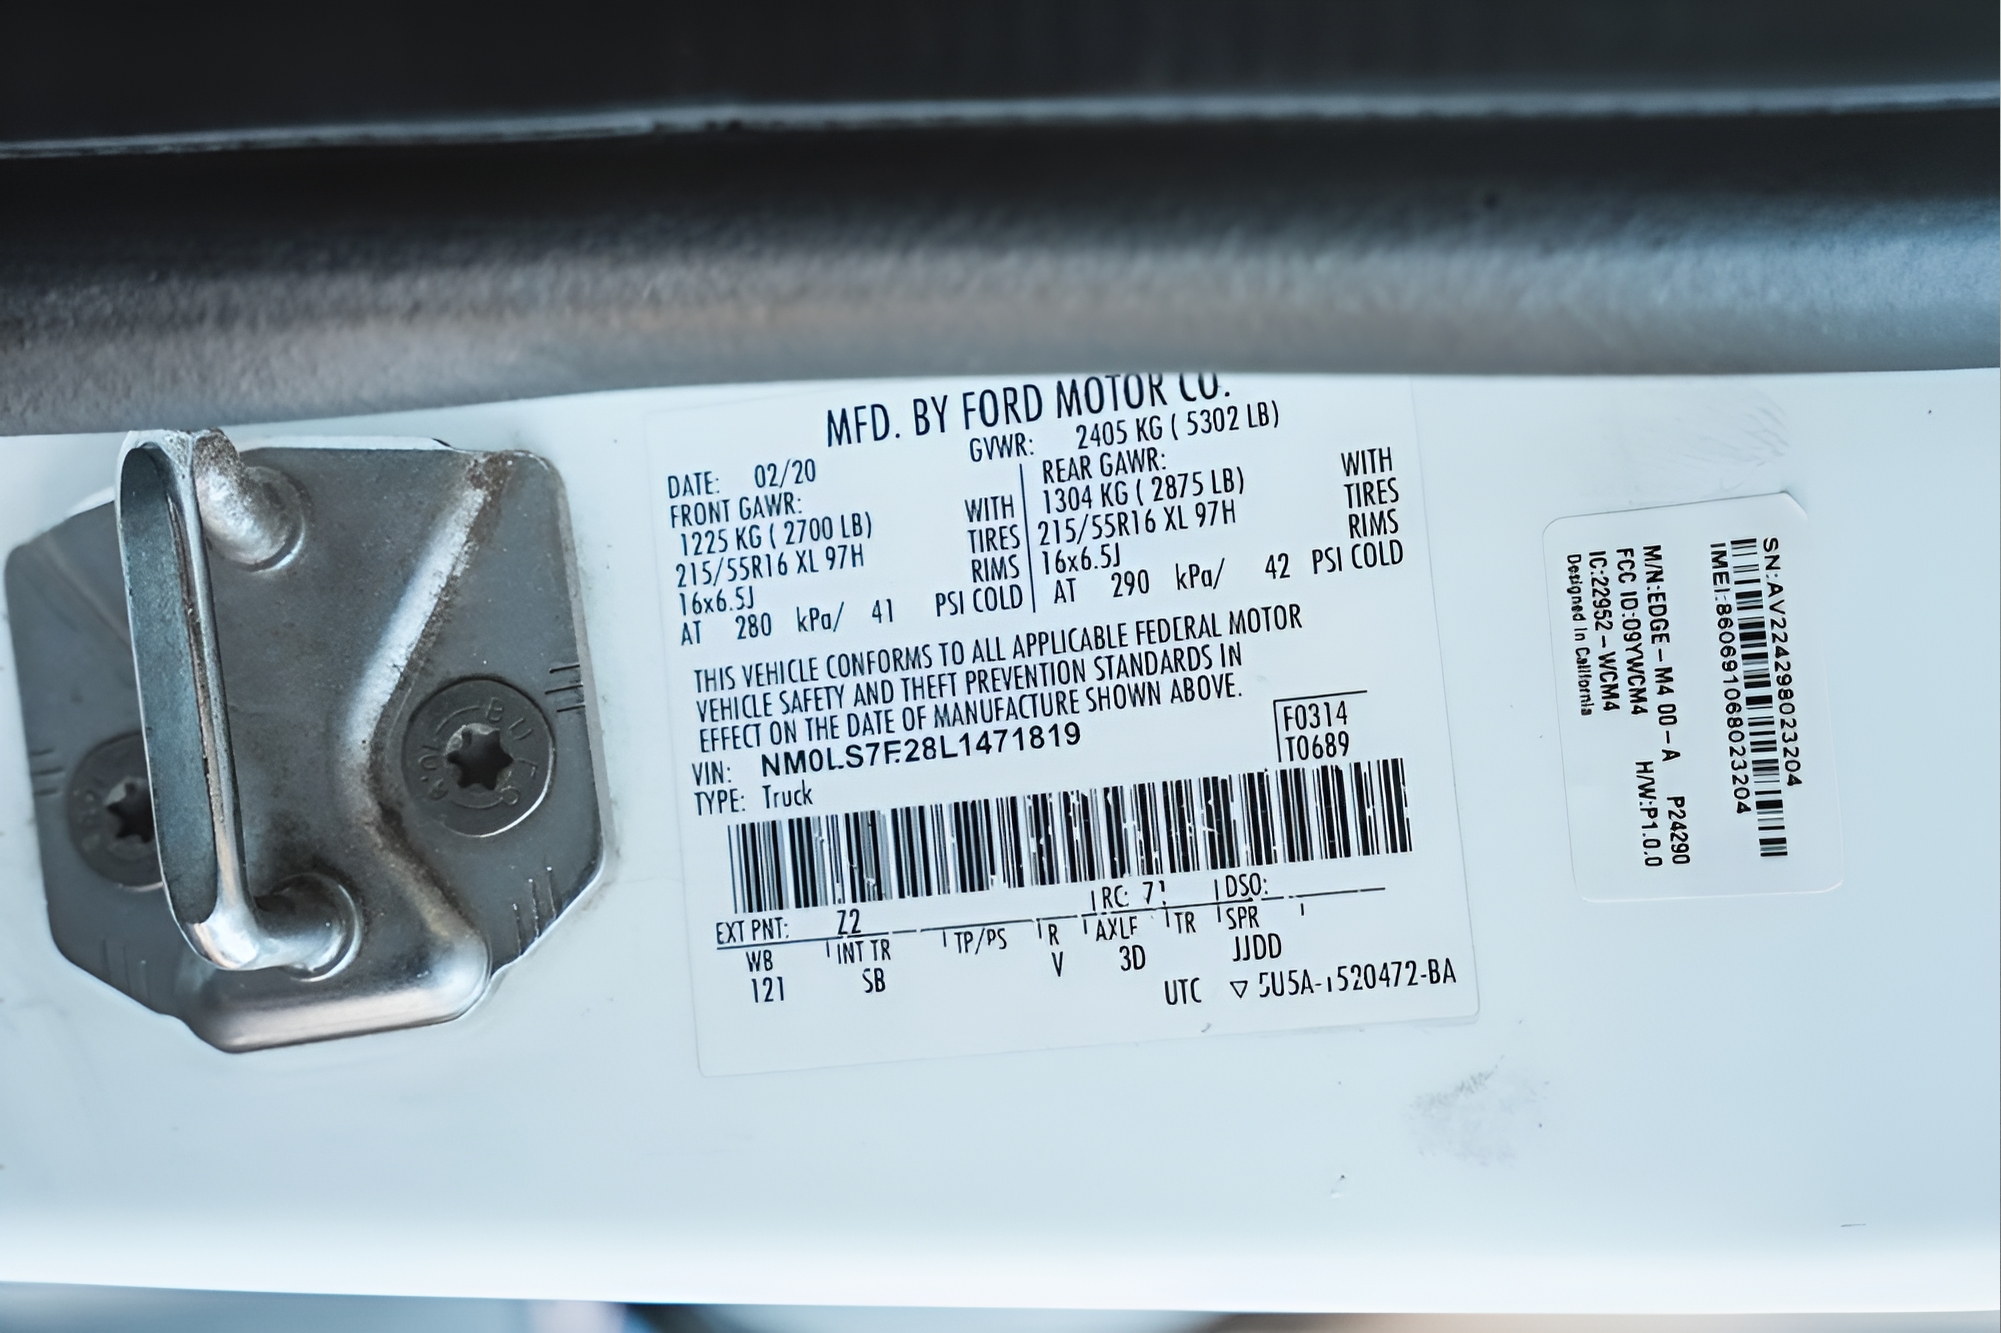 MFD. BY FORD MOTOR CO.
GVWR: 2405 KG ( 5302 LB)
DATE: 02/20
FRONT GAWR:
1225 KG ( 2700 LB) WITH
215/55R16 XL 97H TIRES
16x6.5J RIMS
AT 280 kPa/ 41 PSI COLD
REAR GAWR: WITH
1304 KG ( 2875 LB) TIRES
215/55R16 XL 97H RIMS
16x6.5J
AT 290 kPa/ 42 PSI COLD
THIS VEHICLE CONFORMS TO ALL APPLICABLE FEDERAL MOTOR
VEHICLE SAFETY AND THEFT PREVENTION STANDARDS IN
EFFECT ON THE DATE OF MANUFACTURE SHOWN ABOVE.
VIN: NM0LS7F28L1471819
F0314
T0689
TYPE: Truck
EXT PNT: Z2 RC: 71 DSO:
WB INT TR TP/PS R AXLE TR SPR
121 SB V 3D JJDD
UTC ▽ 5U5A-1520472-BA
SN:AV224298023204
IMEI:860691068023204
M/N:EDGE-M4 00-A P24290
FCC ID:09YWCM4 H/W:P1.0.0
IC:22952-WCM4
Designed In California